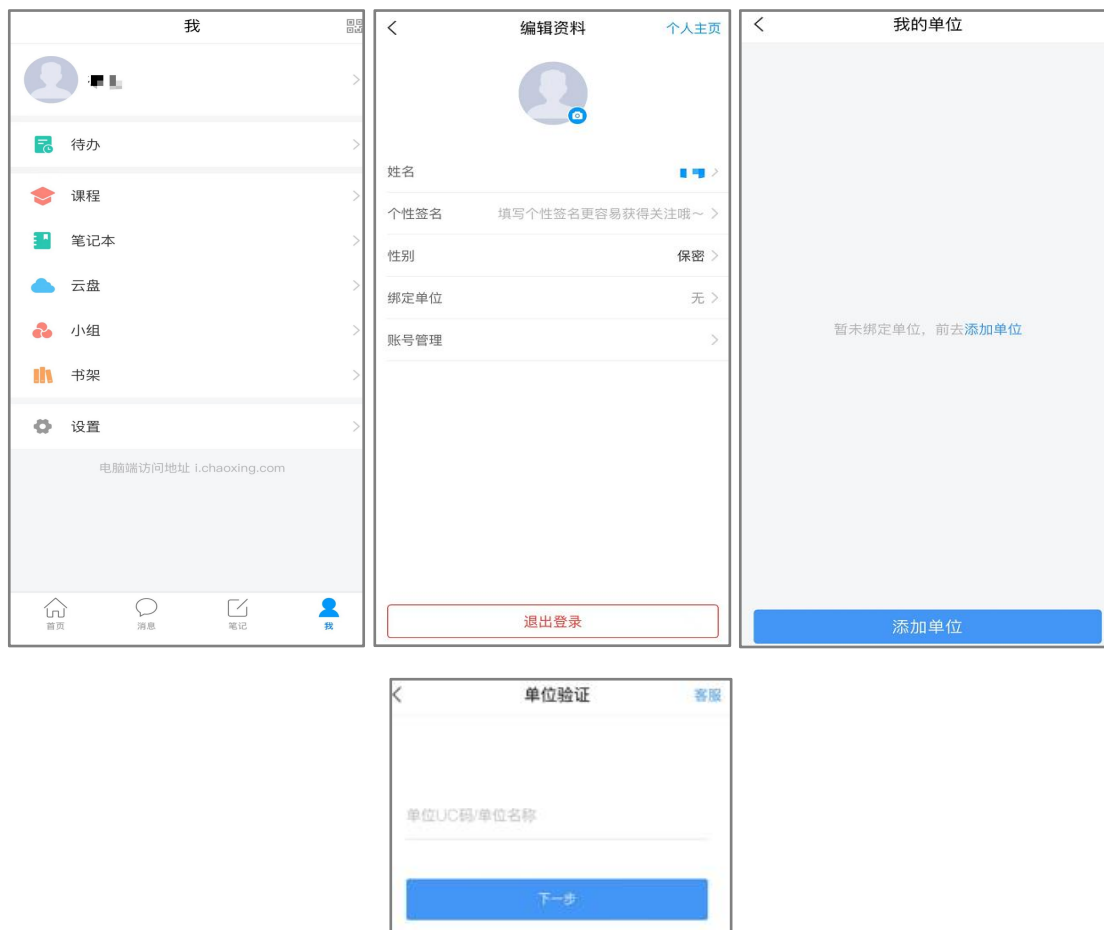 我
待办
课程
笔记本
云盘
小组
书架
设置
电脑端访问地址 i.chaoxing.com
首页
消息
笔记
我
编辑资料
个人主页
姓名
个性签名 填写个性签名更容易获得关注哦~
性别 保密
绑定单位 无
账号管理
退出登录
我的单位
暂未绑定单位，前去添加单位
添加单位
单位验证
客服
单位UC码/单位名称
下一步